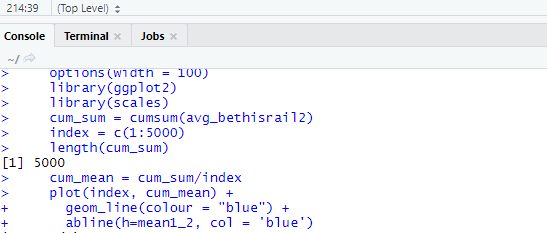 214:39 (Top Level)
Console Terminal Jobs
~/
> options(width = 100)
> library(ggplot2)
> library(scales)
> cum_sum = cumsum(avg_bethisrail2)
> index = c(1:5000)
> length(cum_sum)
[1] 5000
> cum_mean = cum_sum/index
> plot(index, cum_mean) +
+ geom_line(colour = "blue") +
+ abline(h=mean1_2, col = 'blue')